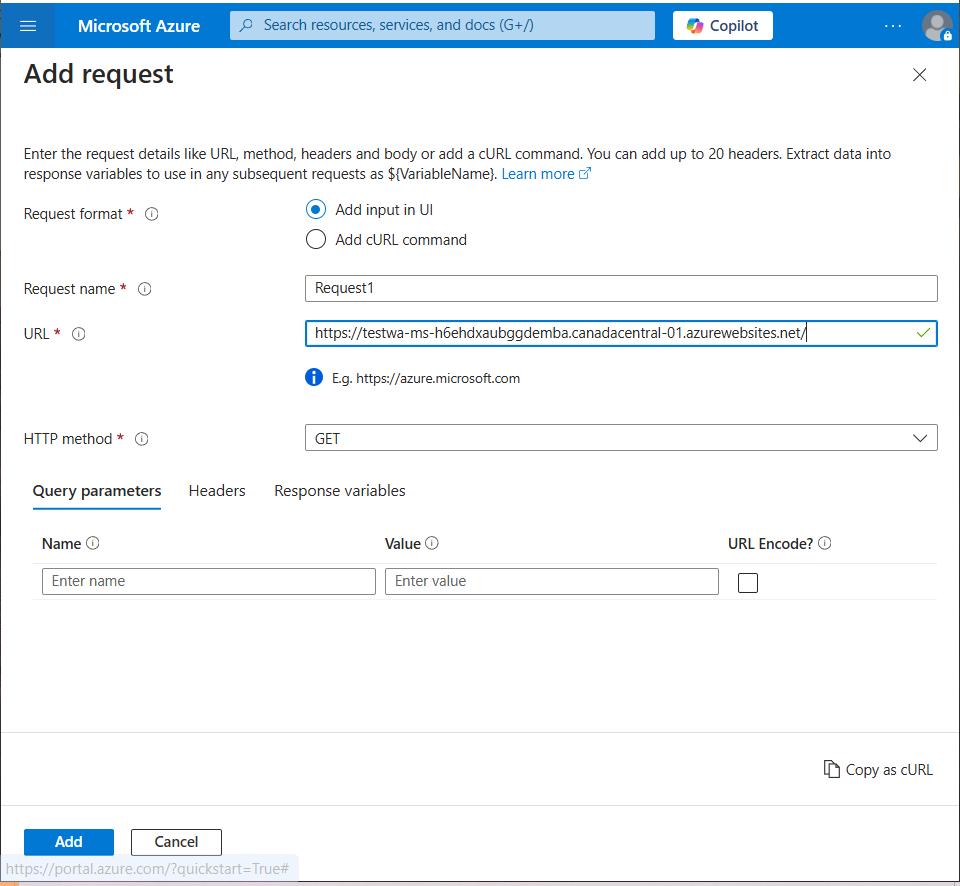 Microsoft Azure
Search resources, services, and docs (G+/)
Copilot
Add request
Enter the request details like URL, method, headers and body or add a cURL command. You can add up to 20 headers. Extract data into
response variables to use in any subsequent requests as ${VariableName}. Learn more
Request format *
Add input in UI
Add cURL command
Request name *
Request1
URL *
https://testwa-ms-h6ehdxaubggdemba.canadacentral-01.azurewebsites.net/
E.g. https://azure.microsoft.com
HTTP method *
GET
Query parameters Headers Response variables
Name Value URL Encode?
Enter name Enter value
Copy as cURL
Add Cancel
https://portal.azure.com/?quickstart=True#